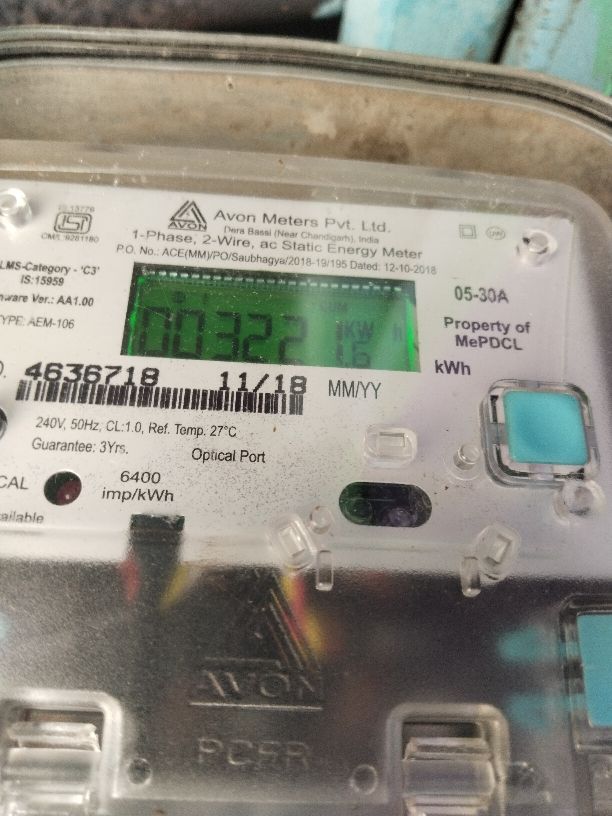 IS 13779
CM/L 9281180
AVON
Avon Meters Pvt. Ltd.
Dera Bassi (Near Chandigarh), India
1-Phase, 2-Wire, ac Static Energy Meter
P.O. No.: ACE(MM)/PO/Saubhagya/2018-19/195 Dated: 12-10-2018
LMS-Category - 'C3'
IS:15959
ware Ver.: AA1.00
TYPE: AEM-106
CUM
00322 kW h
1.6
05-30A
Property of
MePDCL
kWh
4636718 11/18 MM/YY
240V, 50Hz, CL:1.0, Ref. Temp. 27°C
Guarantee: 3Yrs.
Optical Port
CAL
6400
imp/kWh
ailable
AVON